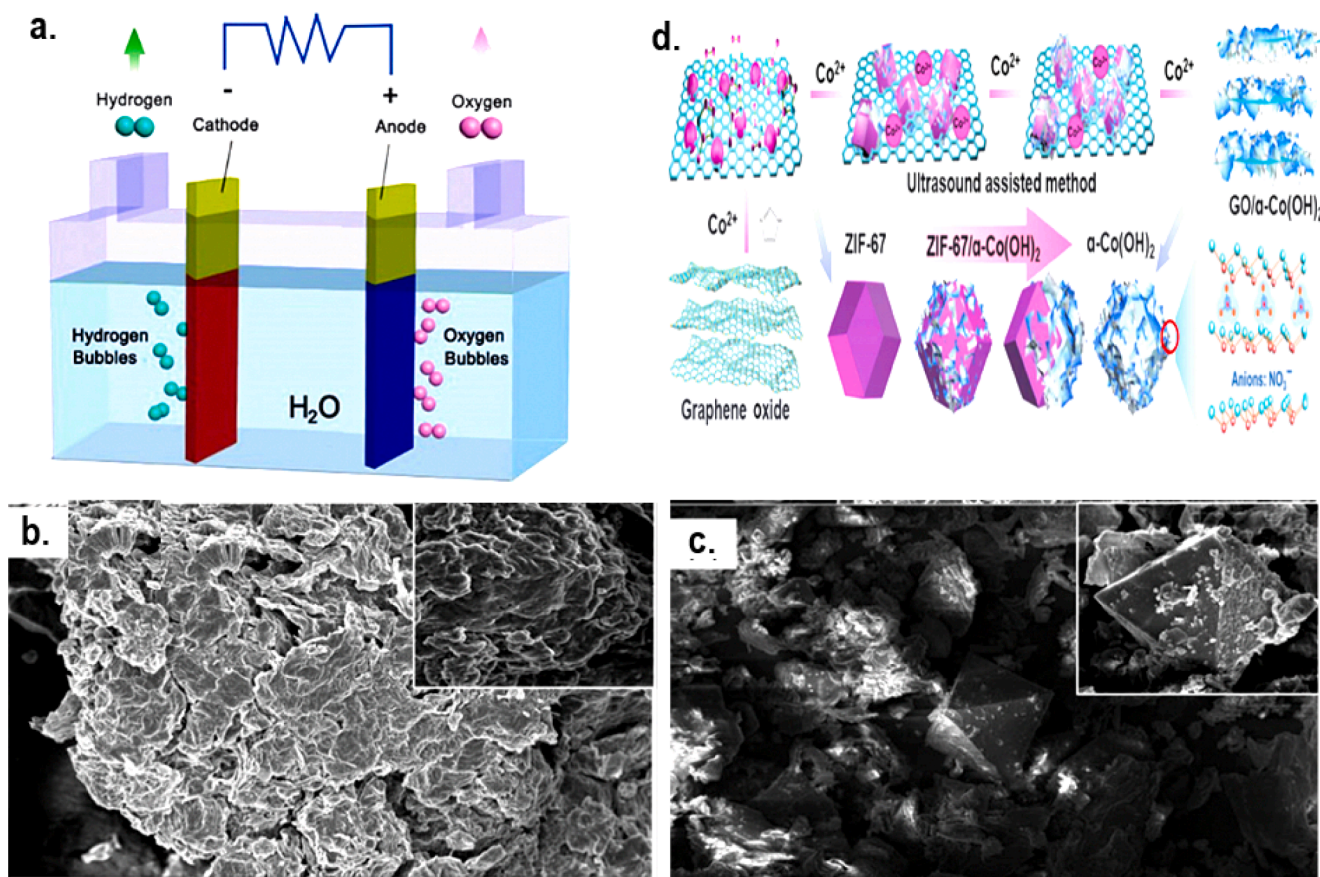 a.
Hydrogen
-
Cathode
+
Anode
Oxygen
Hydrogen
Bubbles
Oxygen
Bubbles
H₂O
d.
Co²⁺
Co²⁺
Co²⁺
Ultrasound assisted method
GO/α-Co(OH)₂
Co²⁺
ZIF-67
ZIF-67/α-Co(OH)₂
α-Co(OH)₂
Graphene oxide
Anions: NO₃⁻
b.
c.